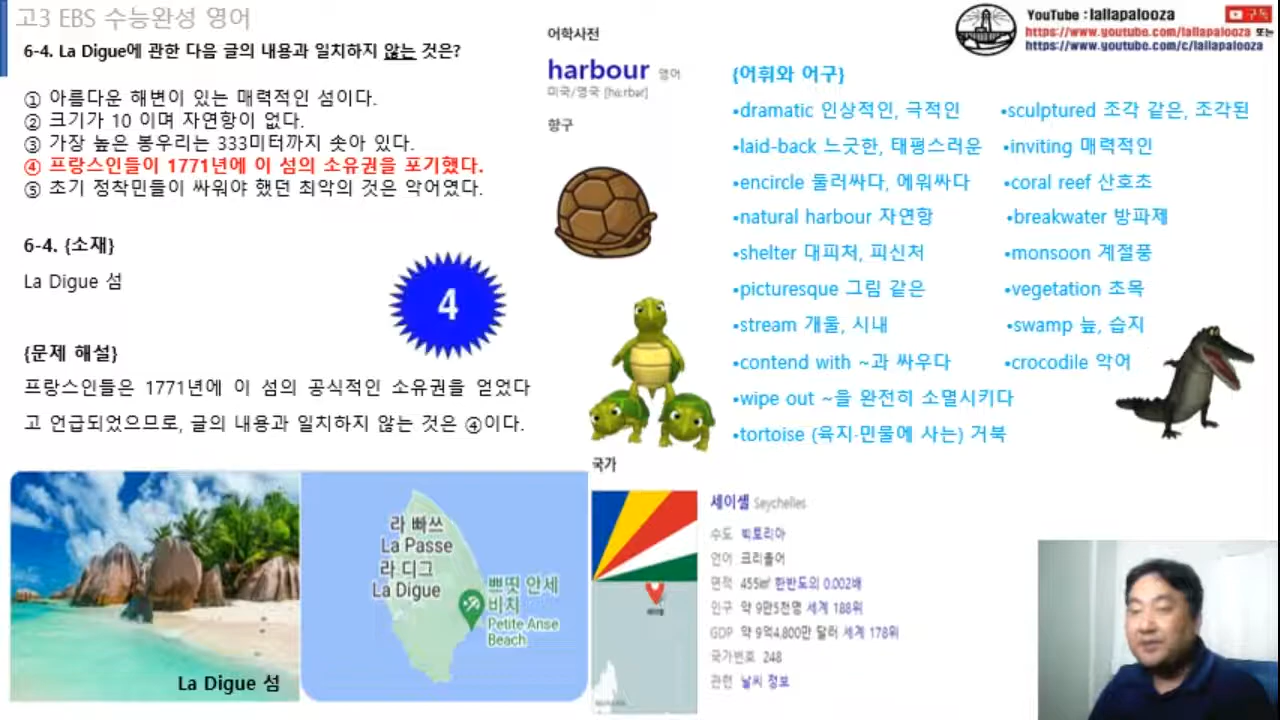 고3 EBS 수능완성 영어
6-4. La Digue에 관한 다음 글의 내용과 일치하지 않는 것은?
① 아름다운 해변이 있는 매력적인 섬이다.
② 크기가 10 이며 자연항이 없다.
③ 가장 높은 봉우리는 333미터까지 솟아 있다.
④ 프랑스인들이 1771년에 이 섬의 소유권을 포기했다.
⑤ 초기 정착민들이 싸워야 했던 최악의 것은 악어였다.
6-4. {소재}
La Digue 섬
4
{문제 해설}
프랑스인들은 1771년에 이 섬의 공식적인 소유권을 얻었다
고 언급되었으므로, 글의 내용과 일치하지 않는 것은 ④이다.
La Digue 섬
라 빠쓰
La Passe
라 디그
La Digue
쁘띳 안세
비치
Petite Anse
Beach
어학사전
harbour 영어
미국/영국 [hɑ:rbər]
항구
YouTube : lallapalooza
구독
https://www.youtube.com/lallapalooza 또는
https://www.youtube.com/c/lallapalooza
{어휘와 어구}
•dramatic 인상적인, 극적인
•sculptured 조각 같은, 조각된
•laid-back 느긋한, 태평스러운
•inviting 매력적인
•encircle 둘러싸다, 에워싸다
•coral reef 산호초
•natural harbour 자연항
•breakwater 방파제
•shelter 대피처, 피신처
•monsoon 계절풍
•picturesque 그림 같은
•vegetation 초목
•stream 개울, 시내
•swamp 늪, 습지
•contend with ~과 싸우다
•crocodile 악어
•wipe out ~을 완전히 소멸시키다
•tortoise (육지·민물에 사는) 거북
국가
세이셸
세이셸 Seychelles
수도 빅토리아
언어 크리올어
면적 455㎢ 한반도의 0.002배
인구 약 9만5천명 세계 188위
GDP 약 9억4,800만 달러 세계 178위
국가번호 248
관련 날씨 정보